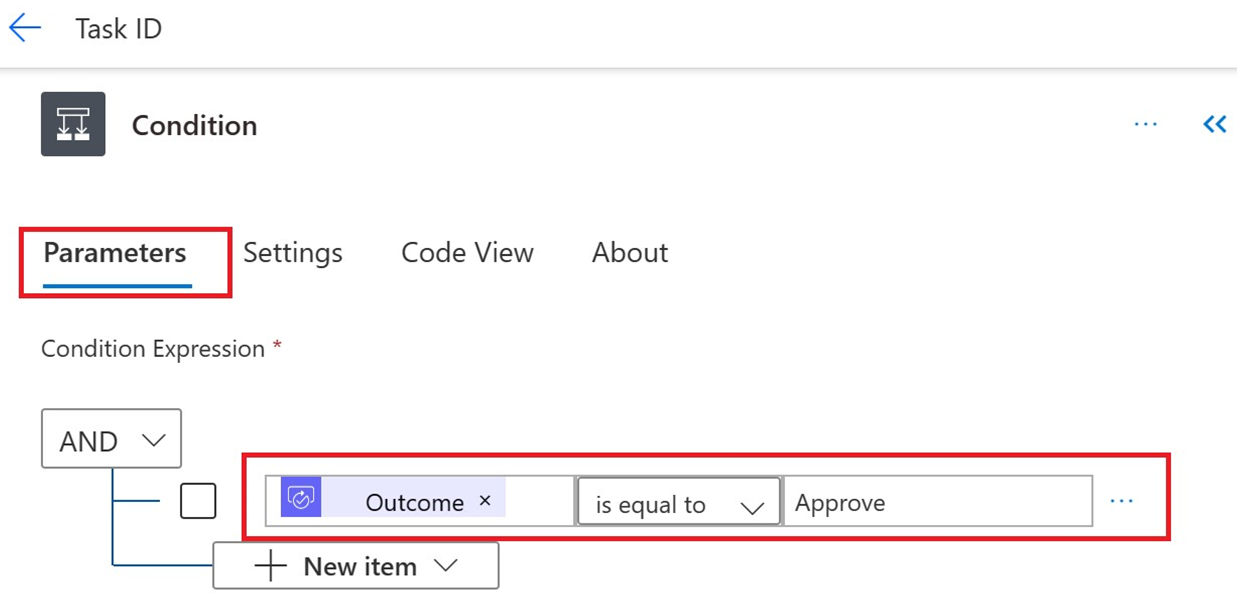 Task ID
Condition
Parameters Settings Code View About
Condition Expression *
AND
Outcome × is equal to Approve
New item